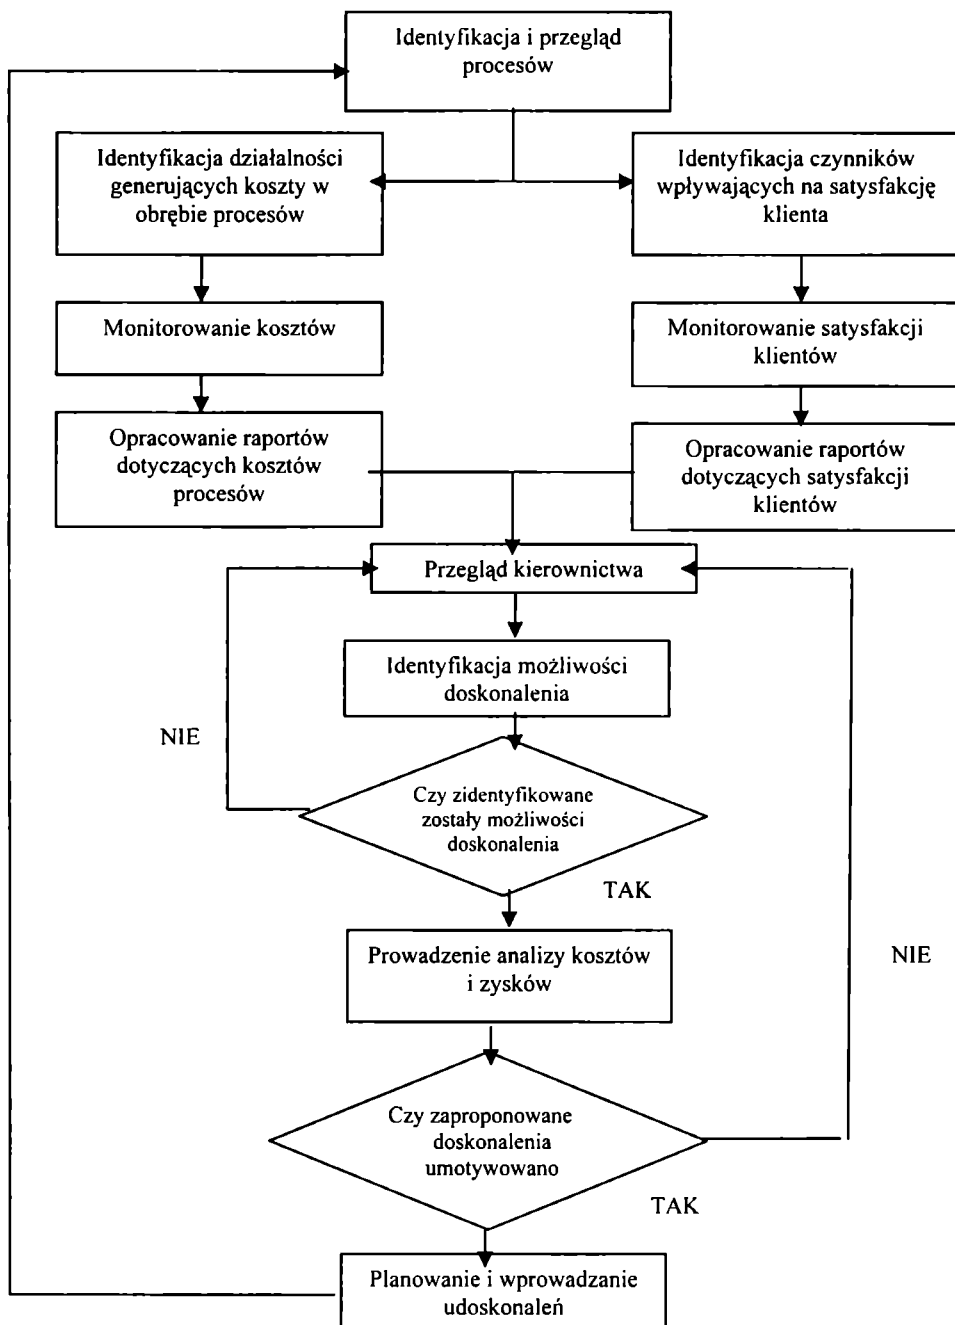 Identyfikacja i przegląd
procesów
Identyfikacja działalności
generujących koszty w
obrębie procesów
Identyfikacja czynników
wpływających na satysfakcję
klienta
Monitorowanie kosztów
Monitorowanie satysfakcji
klientów
Opracowanie raportów
dotyczących kosztów
procesów
Opracowanie raportów
dotyczących satysfakcji
klientów
Przegląd kierownictwa
Identyfikacja możliwości
doskonalenia
NIE
Czy zidentyfikowane
zostały możliwości
doskonalenia
TAK
Prowadzenie analizy kosztów
i zysków
NIE
Czy zaproponowane
doskonalenia
umotywowano
TAK
Planowanie i wprowadzanie
udoskonaleń